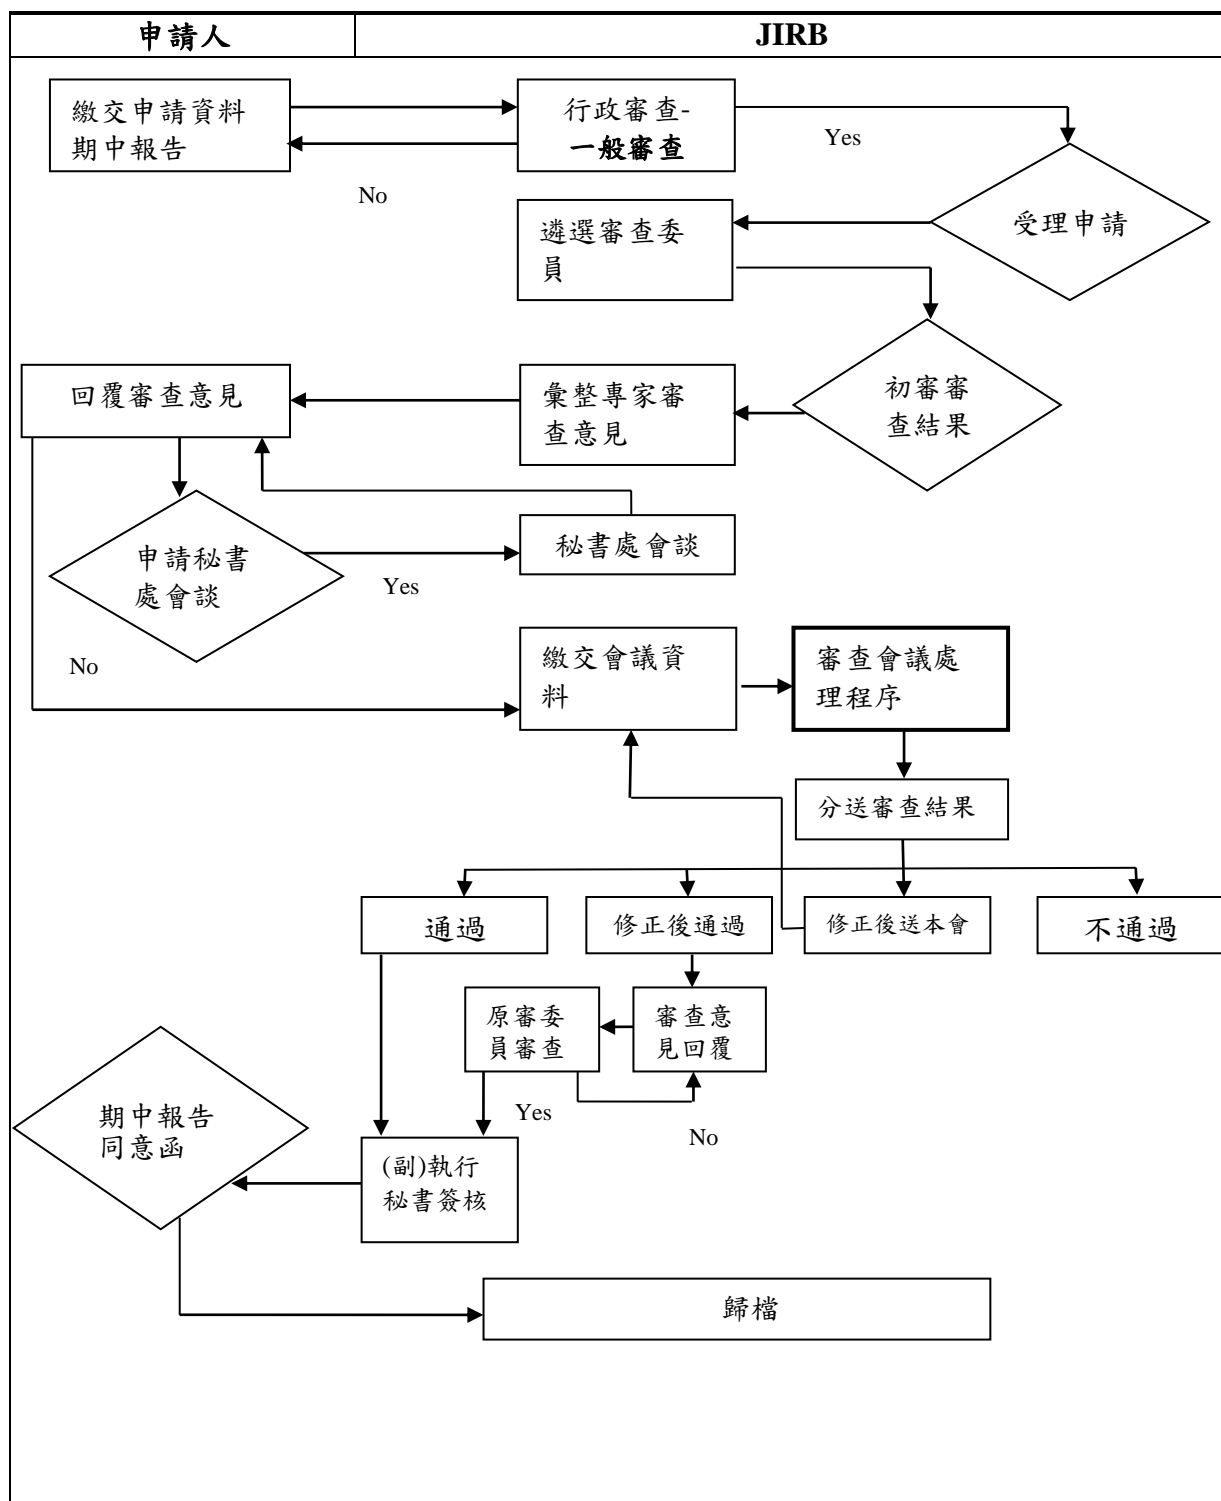 申請人
JIRB
繳交申請資料
期中報告
行政審查-
一般審查
Yes
No
遴選審查委
員
受理申請
回覆審查意見
彙整專家審
查意見
初審審
查結果
申請秘書
處會談
Yes
秘書處會談
No
繳交會議資
料
審查會議處
理程序
分送審查結果
通過
修正後通過
修正後送本會
不通過
原審委
員審查
審查意
見回覆
Yes
No
期中報告
同意函
(副)執行
秘書簽核
歸檔